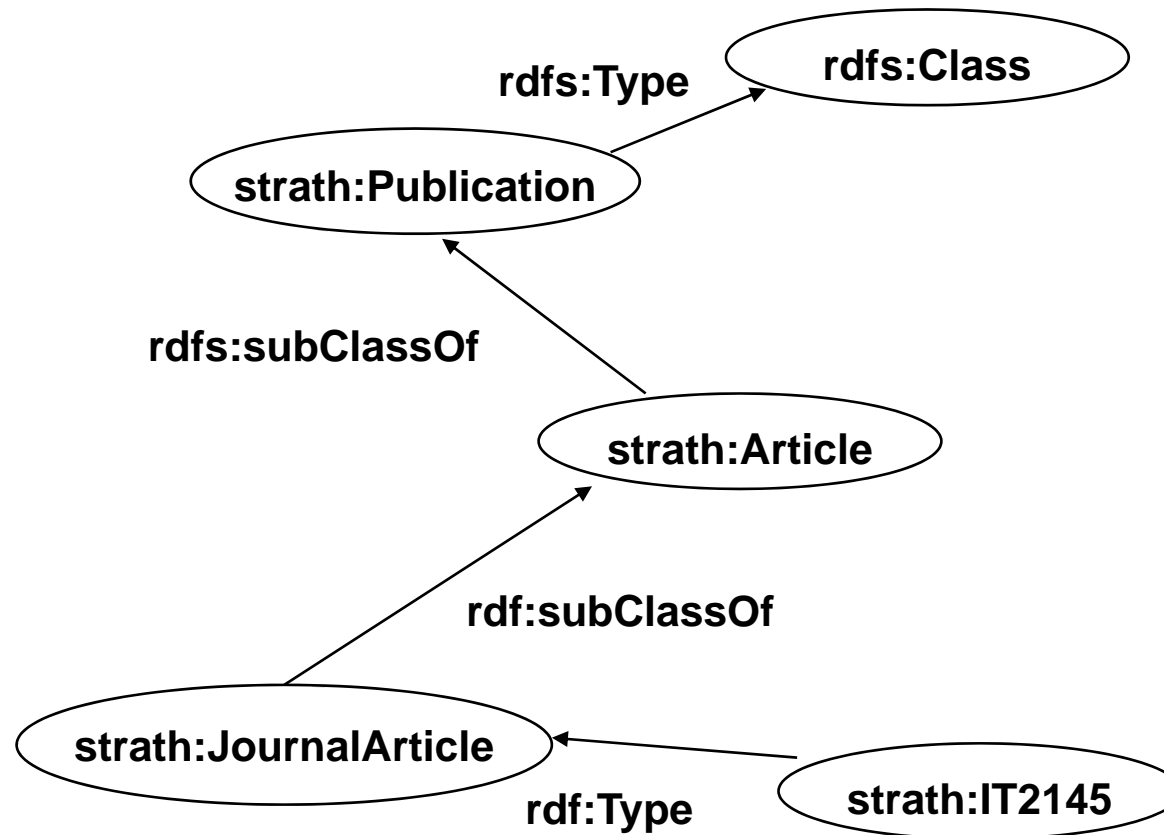 rdfs:Class
rdfs:Type
strath:Publication
rdfs:subClassOf
strath:Article
rdf:subClassOf
strath:JournalArticle
strath:IT2145
rdf:Type